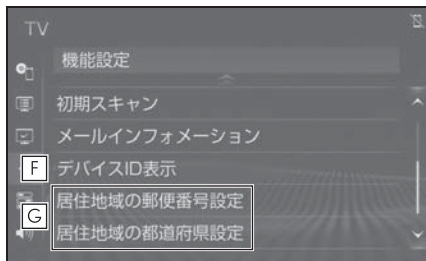 TV
機能設定
初期スキャン
メールインフォメーション
F デバイスID表示
居住地域の郵便番号設定
G
居住地域の都道府県設定